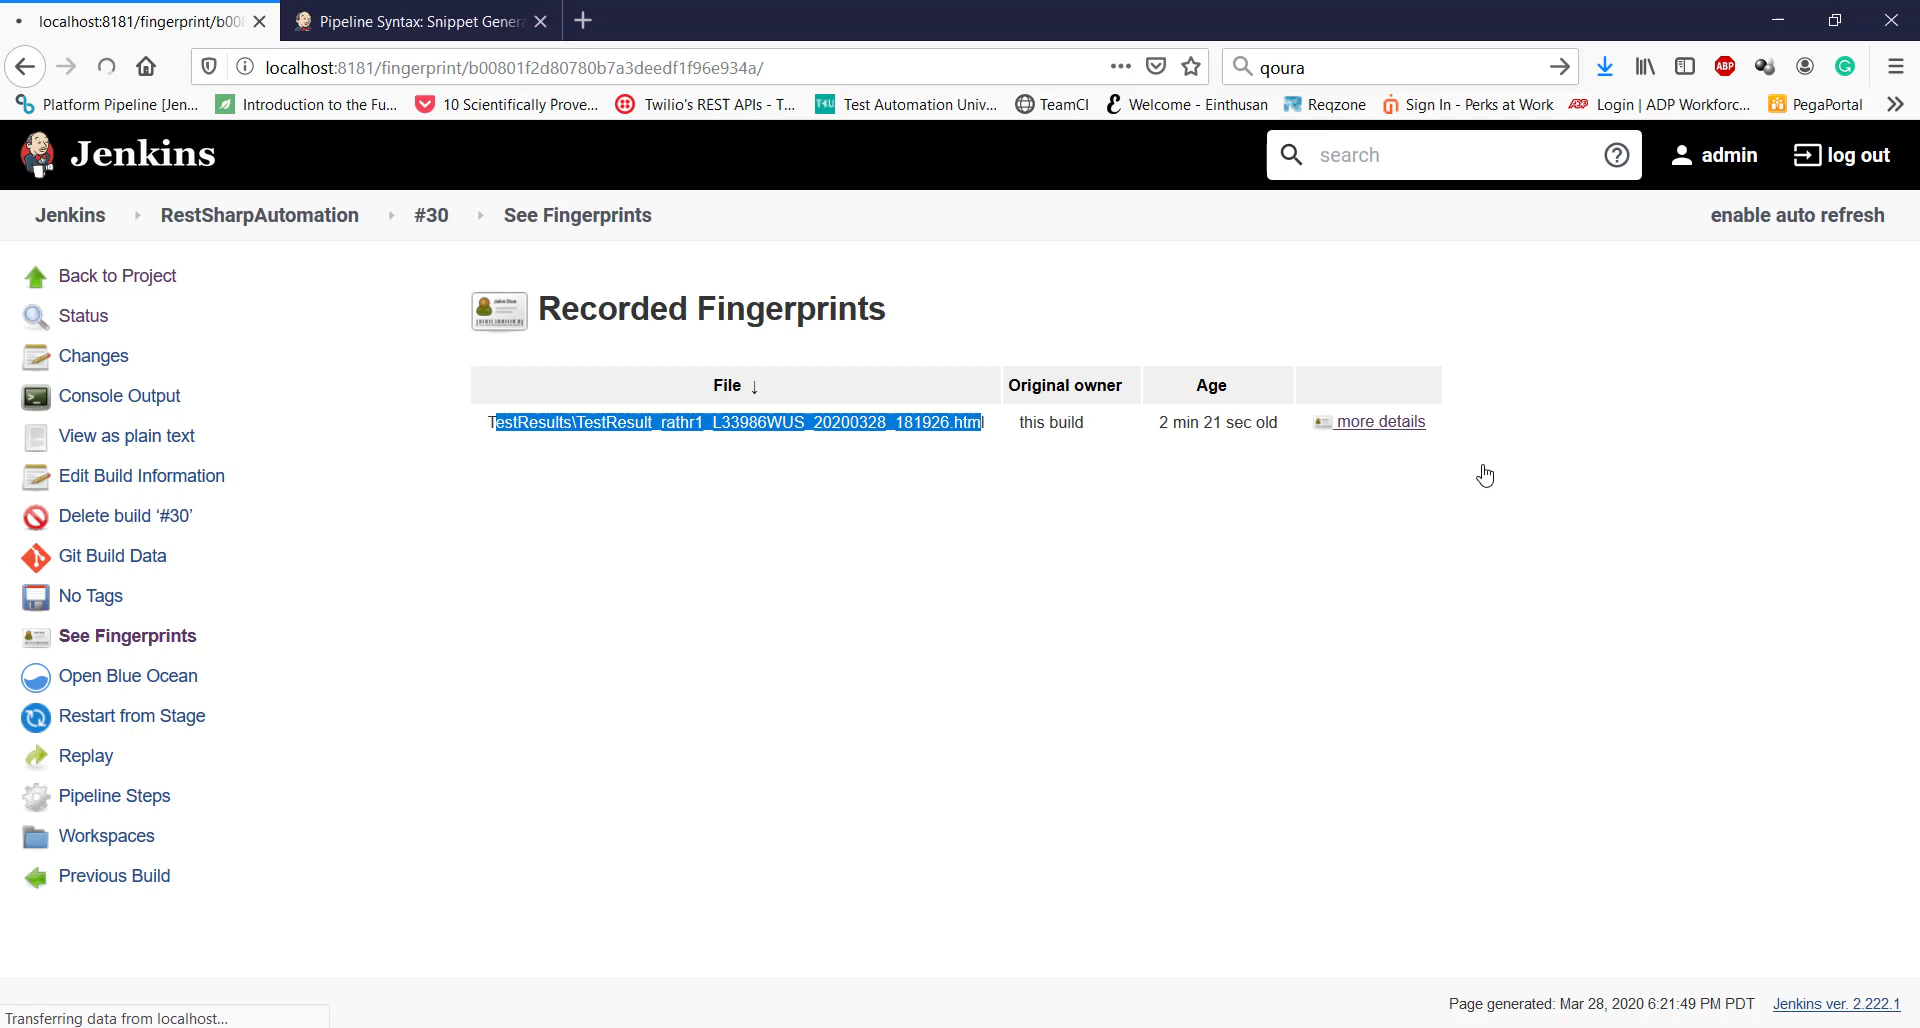 localhost:8181/fingerprint/b008
Pipeline Syntax: Snippet Gener
localhost:8181/fingerprint/b00801f2d80780b7a3deedf1f96e934a/
qoura
ABP
Platform Pipeline [Jen...
Introduction to the Fu...
10 Scientifically Prove...
Twilio's REST APIs - T...
Test Automation Univ...
TeamCI
Welcome - Einthusan
Reqzone
Sign In - Perks at Work
Login | ADP Workforc...
PegaPortal
Jenkins
search
admin
log out
Jenkins
RestSharpAutomation
#30
See Fingerprints
enable auto refresh
Back to Project
Status
Changes
Console Output
View as plain text
Edit Build Information
Delete build ‘#30’
Git Build Data
No Tags
See Fingerprints
Open Blue Ocean
Restart from Stage
Replay
Pipeline Steps
Workspaces
Previous Build
Recorded Fingerprints
File ↓ Original owner Age
TestResults\TestResult_rathr1_L33986WUS_20200328_181926.html this build 2 min 21 sec old more details
Page generated: Mar 28, 2020 6:21:49 PM PDT Jenkins ver. 2.222.1
Transferring data from localhost...